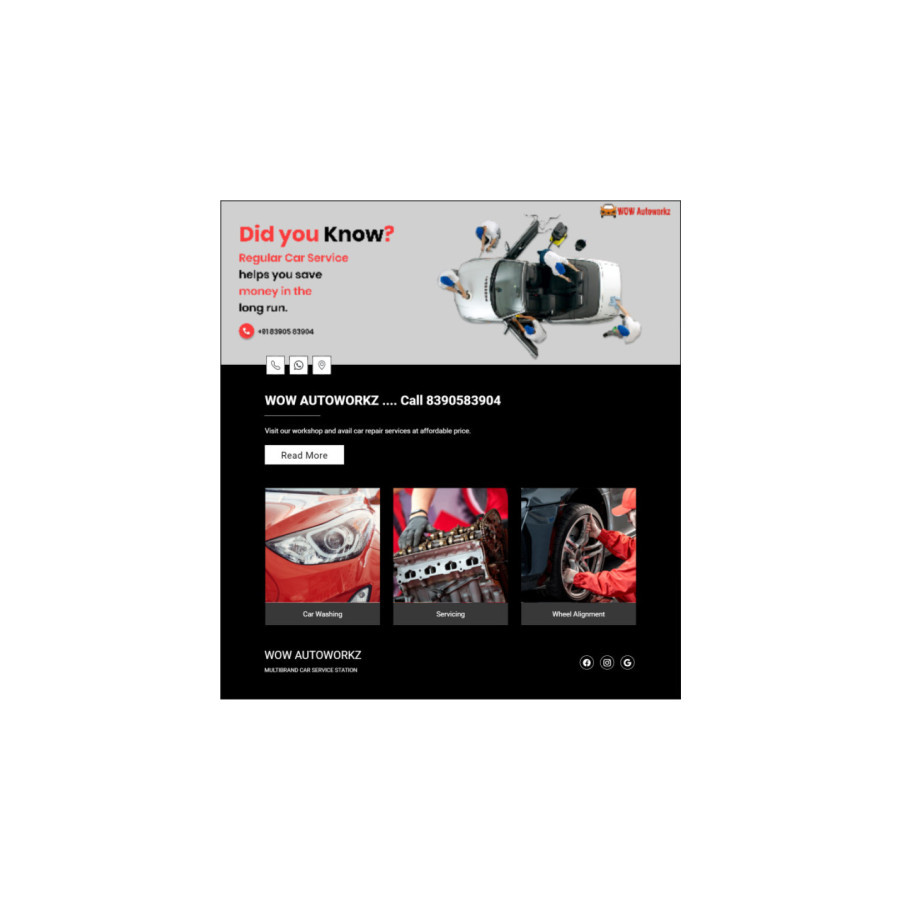 WOW Autoworkz
Did you Know?
Regular Car Service
helps you save
money in the
long run.
+91 83905 83904
WOW AUTOWORKZ .... Call 8390583904
Visit our workshop and avail car repair services at affordable price.
Read More
Car Washing
Servicing
Wheel Alignment
WOW AUTOWORKZ
MULTIBRAND CAR SERVICE STATION